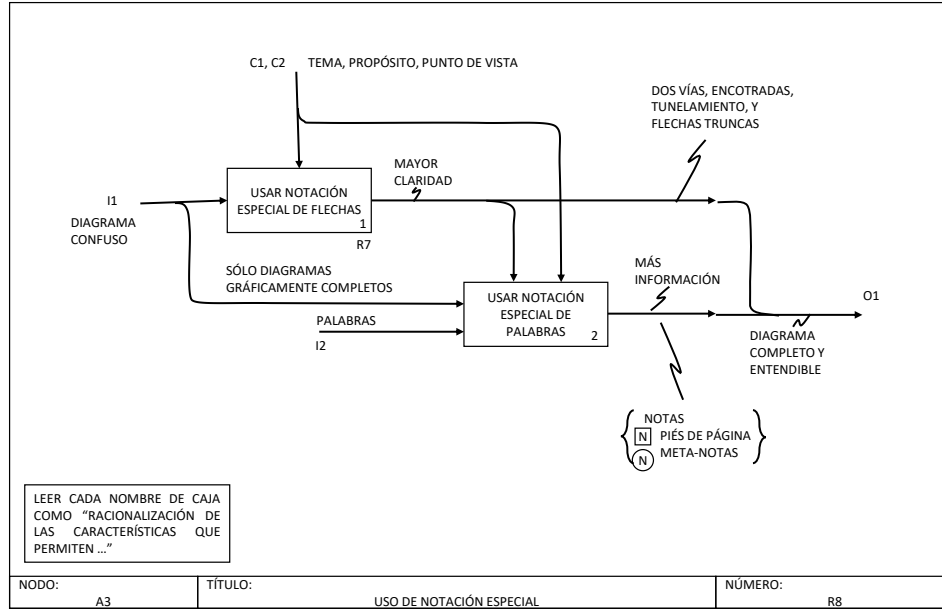 C1, C2 TEMA, PROPÓSITO, PUNTO DE VISTA
DOS VÍAS, ENCOTRADAS,
TUNELAMIENTO, Y
FLECHAS TRUNCAS
MAYOR
CLARIDAD
USAR NOTACIÓN
ESPECIAL DE FLECHAS
1
R7
I1
DIAGRAMA
CONFUSO
SÓLO DIAGRAMAS
GRÁFICAMENTE COMPLETOS
PALABRAS
I2
USAR NOTACIÓN
ESPECIAL DE
PALABRAS
2
MÁS
INFORMACIÓN
O1
DIAGRAMA
COMPLETO Y
ENTENDIBLE
NOTAS
N PIÉS DE PÁGINA
N META-NOTAS
LEER CADA NOMBRE DE CAJA
COMO “RACIONALIZACIÓN DE
LAS CARACTERÍSTICAS QUE
PERMITEN …”
NODO: TÍTULO: NÚMERO:
A3 USO DE NOTACIÓN ESPECIAL R8